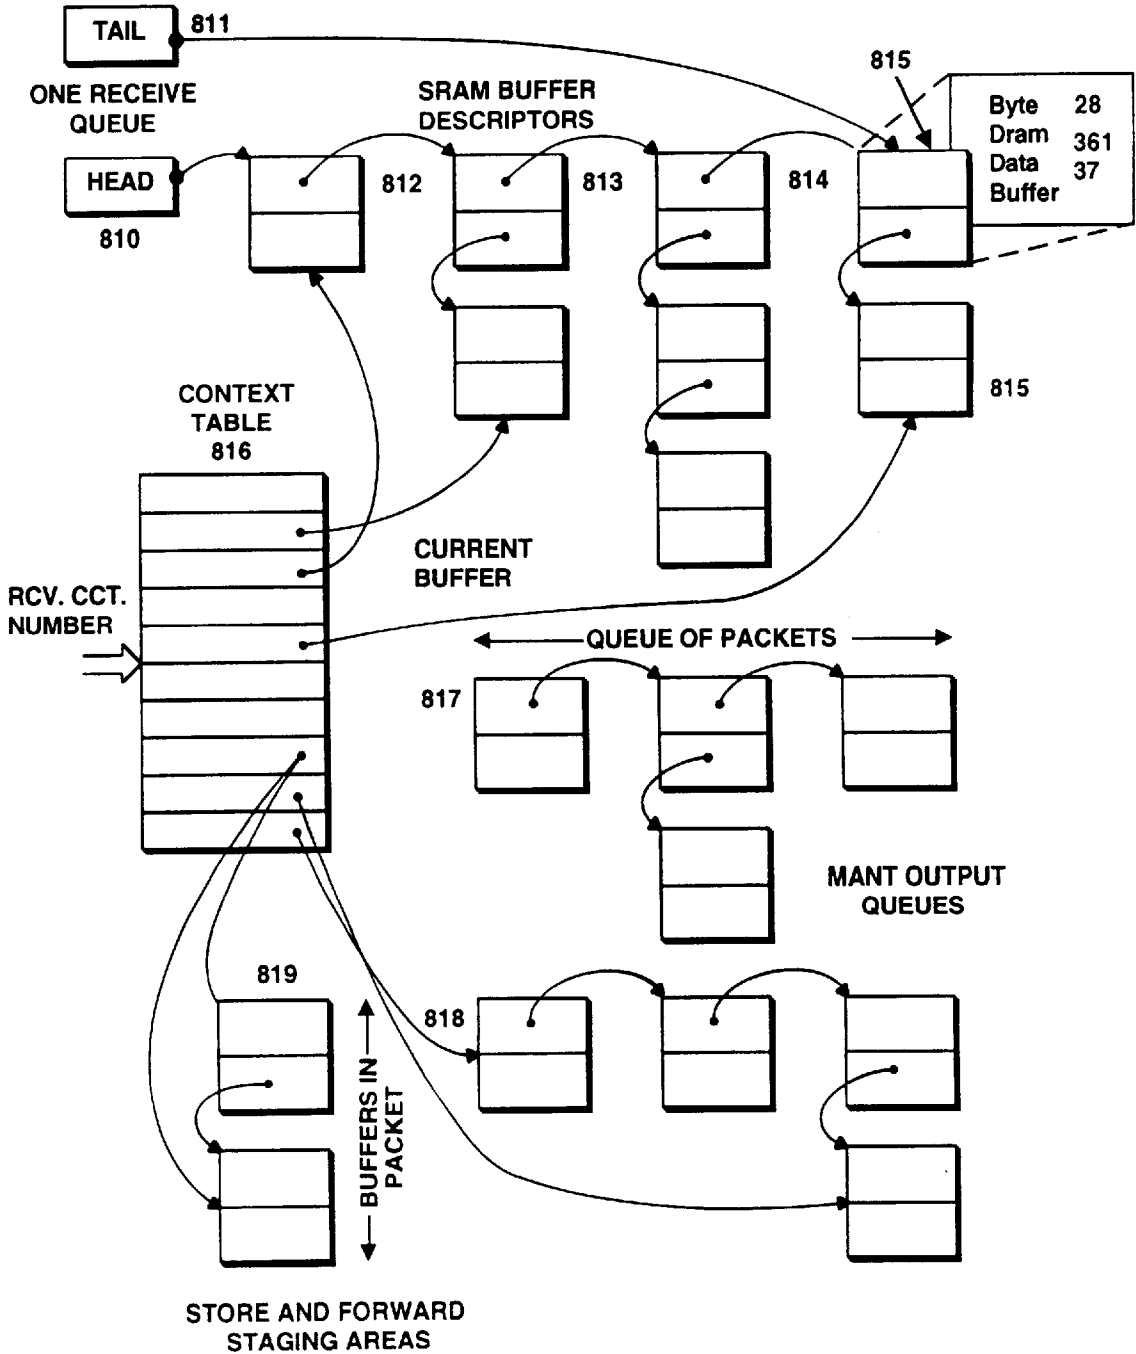 TAIL
811
ONE RECEIVE
QUEUE
HEAD
810
SRAM BUFFER
DESCRIPTORS
812
813
814
815
Byte 28
Dram 361
Data 37
Buffer
815
CONTEXT
TABLE
816
CURRENT
BUFFER
RCV. CCT.
NUMBER
QUEUE OF PACKETS
817
MANT OUTPUT
QUEUES
818
819
BUFFERS IN
PACKET
STORE AND FORWARD
STAGING AREAS